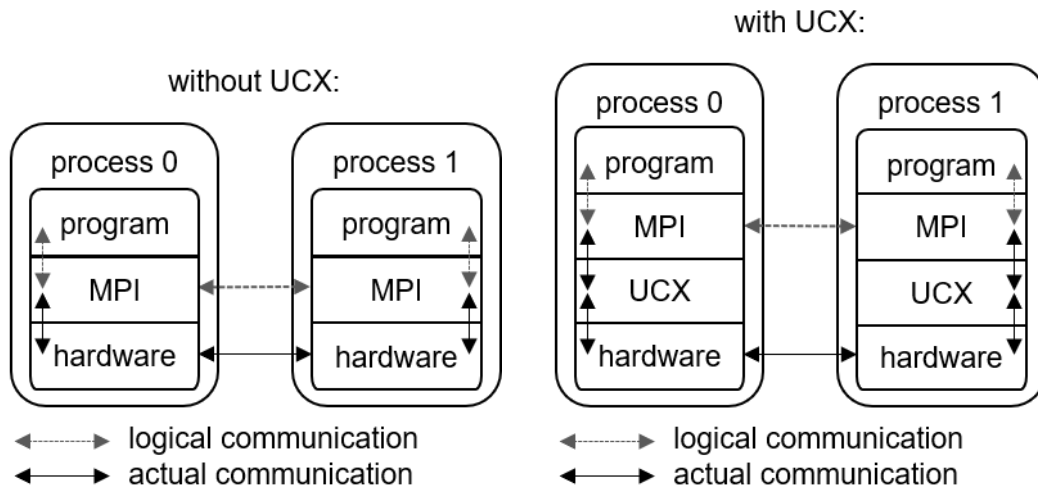 without UCX:
process 0
process 1
program
program
MPI
MPI
hardware
hardware
logical communication
actual communication
with UCX:
process 0
process 1
program
program
MPI
MPI
UCX
UCX
hardware
hardware
logical communication
actual communication